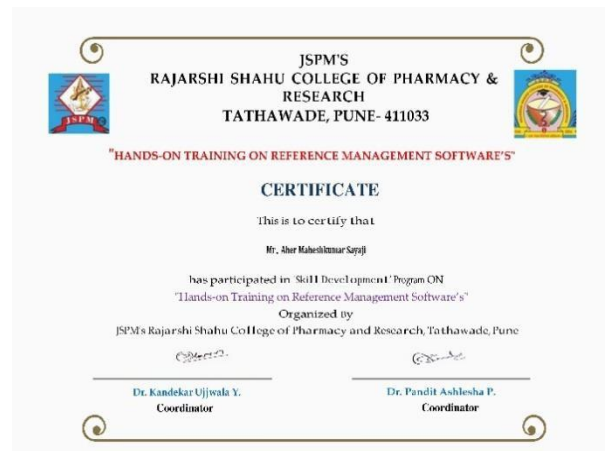 JSPM'S
RAJARSHI SHAHU COLLEGE OF PHARMACY &
RESEARCH
TATHAWADE, PUNE- 411033
JSPM
"HANDS-ON TRAINING ON REFERENCE MANAGEMENT SOFTWARE'S"
CERTIFICATE
This is to certify that
Mr. Aher Maheshkumar Sayaji
has participated in 'Skill Development' Program ON
"Hands-on Training on Reference Management Software's"
Organized By
JSPM's Rajarshi Shahu College of Pharmacy and Research, Tathawade, Pune
Dr. Kandekar Ujjwala Y.
Dr. Pandit Ashlesha P.
Coordinator
Coordinator